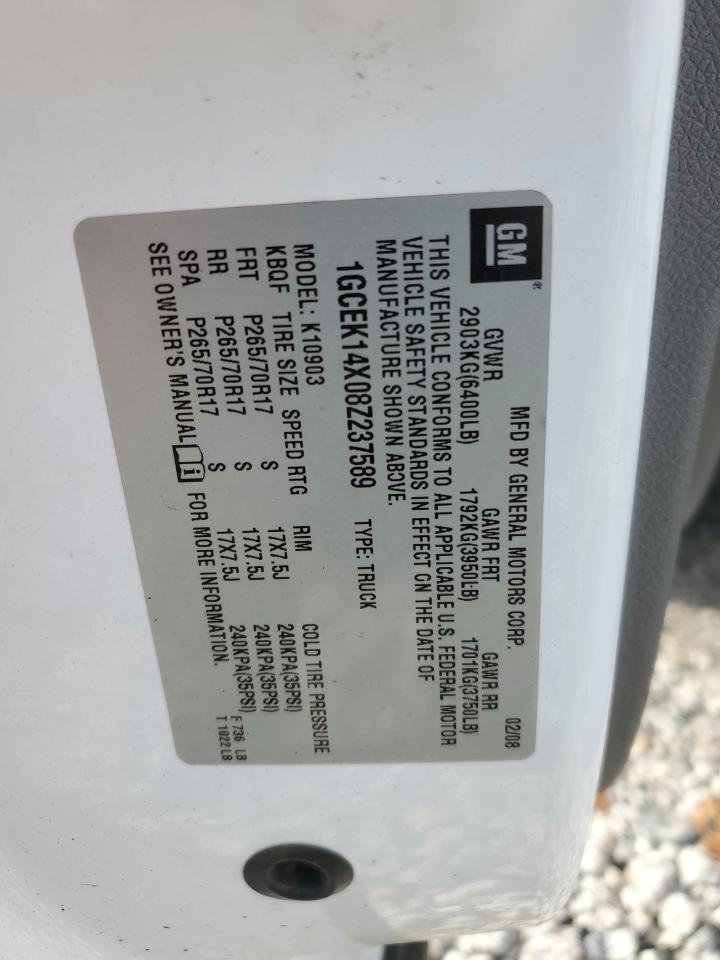 GM®
MFD BY GENERAL MOTORS CORP. 02/08
GVWR GAWR FRT GAWR RR
2903KG(6400LB) 1792KG(3950LB) 1701KG(3750LB)
THIS VEHICLE CONFORMS TO ALL APPLICABLE U.S. FEDERAL MOTOR
VEHICLE SAFETY STANDARDS IN EFFECT ON THE DATE OF
MANUFACTURE SHOWN ABOVE.
1GCEK14X08Z237589 TYPE: TRUCK
MODEL: K10903
KBQF TIRE SIZE SPEED RTG RIM COLD TIRE PRESSURE
FRT P265/70R17 S 17X7.5J 240KPA(35PSI)
RR P265/70R17 S 17X7.5J 240KPA(35PSI)
SPA P265/70R17 S 17X7.5J 240KPA(35PSI)
SEE OWNER'S MANUAL FOR MORE INFORMATION.
F 736 LB
T 1022 LB